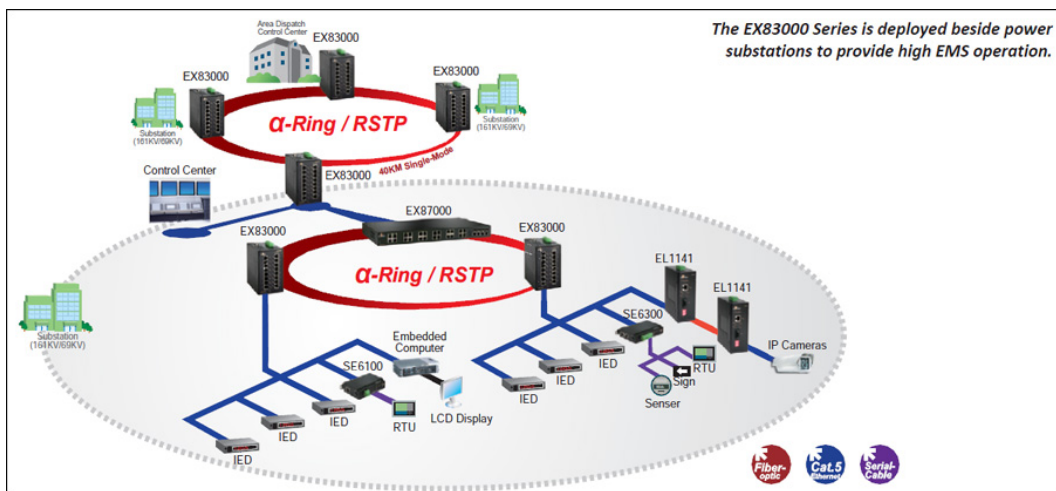 The EX83000 Series is deployed beside power
substations to provide high EMS operation.
Area Dispatch
Control Center
EX83000
EX83000
EX83000
Substation
(161KV/69KV)
α-Ring / RSTP
Substation
(161KV/69KV)
40KM Single-Mode
Control Center
EX83000
EX87000
EX83000
EX83000
α-Ring / RSTP
EL1141
EL1141
Substation
(161KV/69KV)
SE6300
Embedded
Computer
IP Cameras
IED
RTU
SE6100
IED
Sign
IED
Senser
LCD Display
IED
RTU
IED
IED
Fiber-
optic
Cat.5
Ethernet
Serial-
Cable